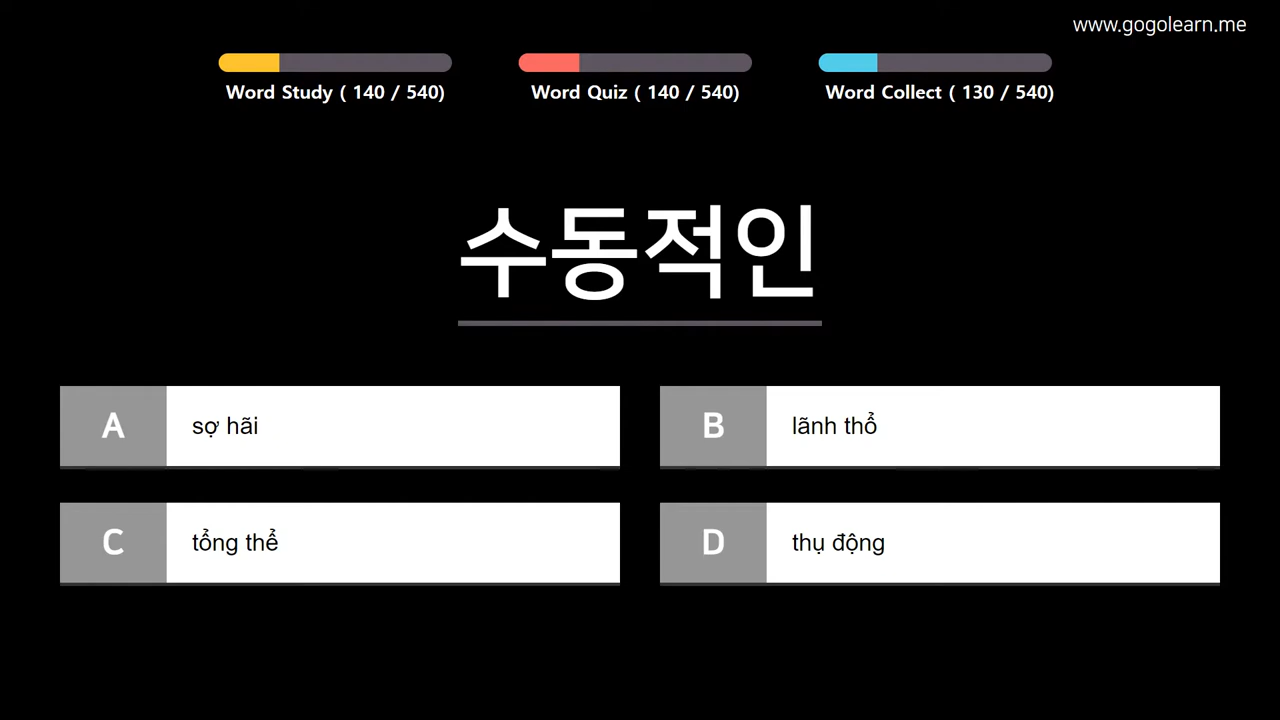 www.gogolearn.me
Word Study ( 140 / 540)
Word Quiz ( 140 / 540)
Word Collect ( 130 / 540)
수동적인
A sợ hãi
B lãnh thổ
C tổng thể
D thụ động